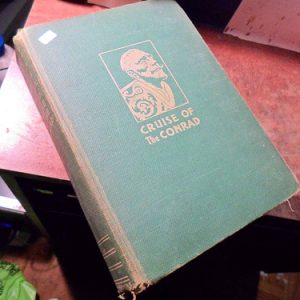 CRUISE OF
The CONRAD